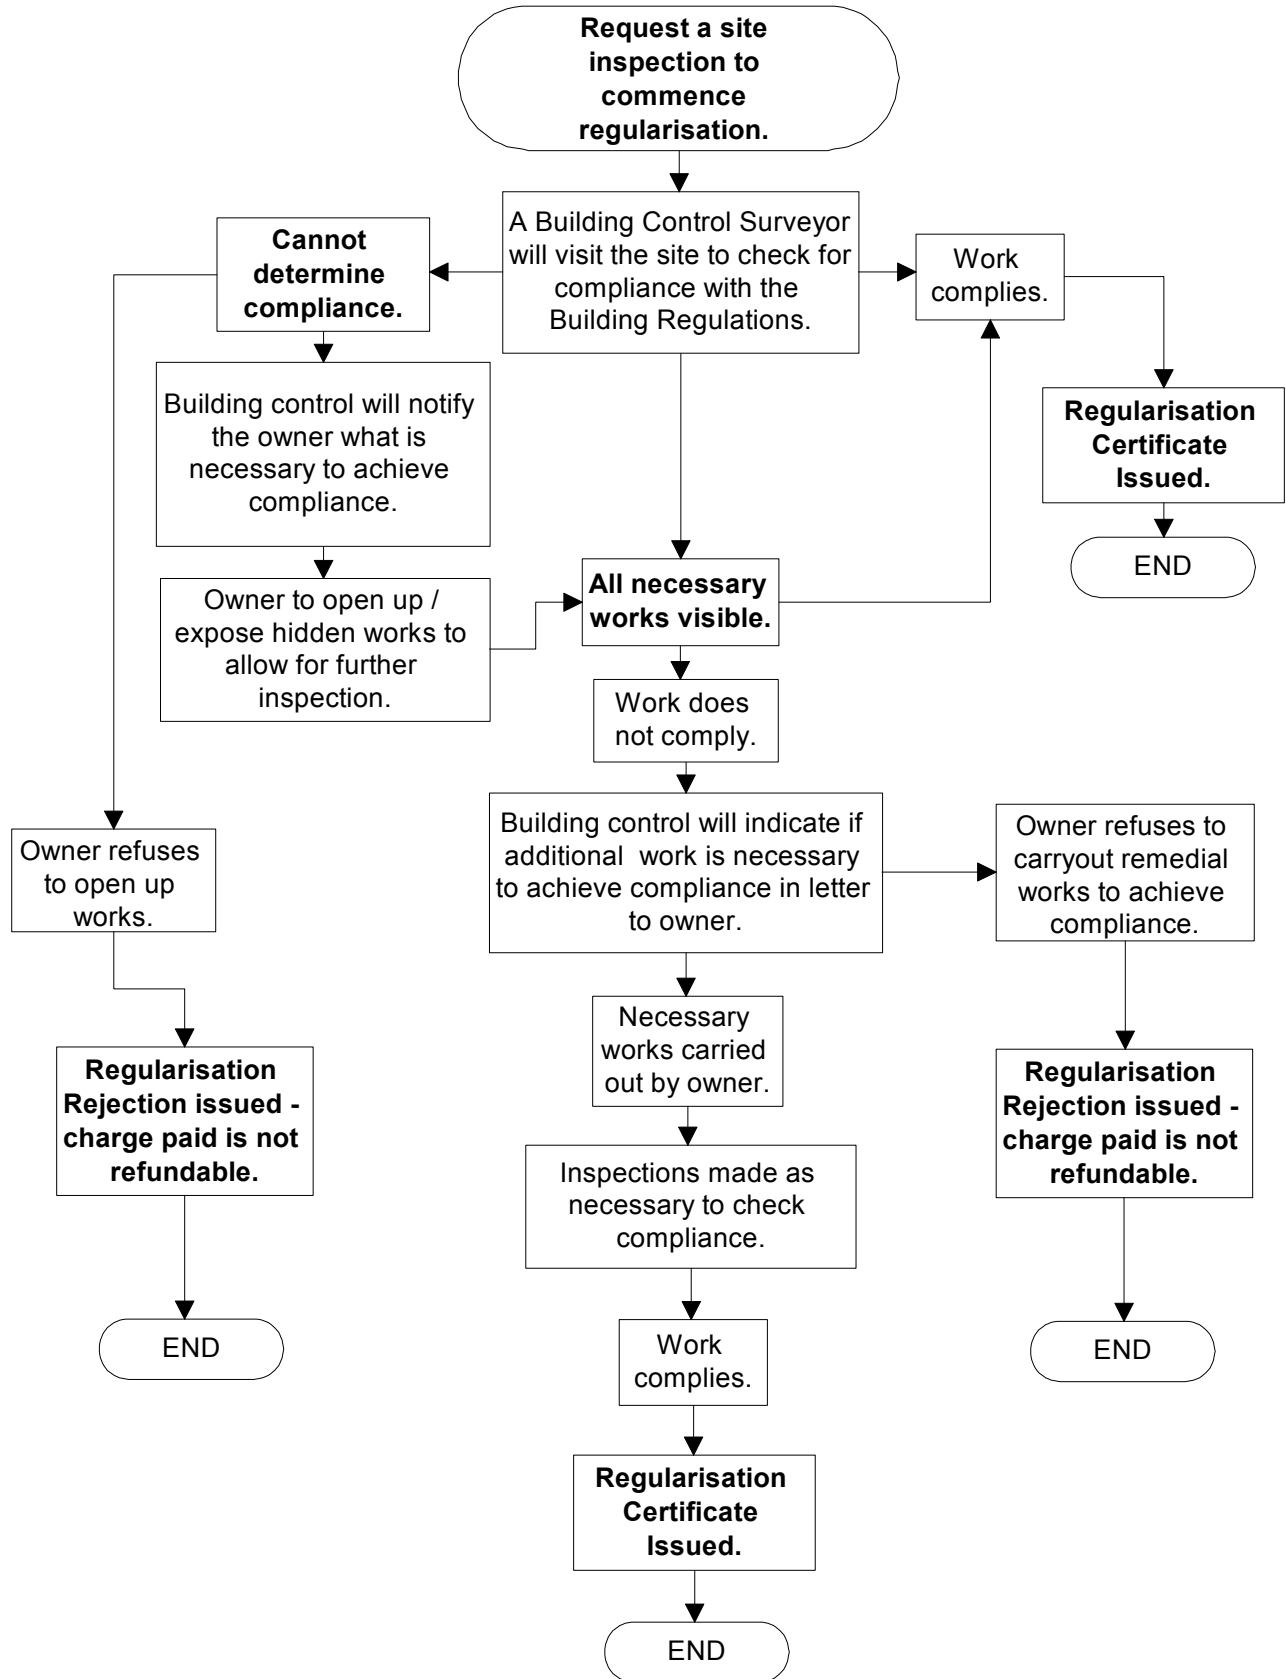 Request a site
inspection to
commence
regularisation.
A Building Control Surveyor
will visit the site to check for
compliance with the
Building Regulations.
Cannot
determine
compliance.
Work
complies.
Building control will notify
the owner what is
necessary to achieve
compliance.
Regularisation
Certificate
Issued.
END
Owner to open up /
expose hidden works to
allow for further
inspection.
All necessary
works visible.
Work does
not comply.
Owner refuses
to open up
works.
Building control will indicate if
additional work is necessary
to achieve compliance in letter
to owner.
Owner refuses to
carryout remedial
works to achieve
compliance.
Necessary
works carried
out by owner.
Regularisation
Rejection issued -
charge paid is not
refundable.
Regularisation
Rejection issued -
charge paid is not
refundable.
Inspections made as
necessary to check
compliance.
END
Work
complies.
END
Regularisation
Certificate
Issued.
END